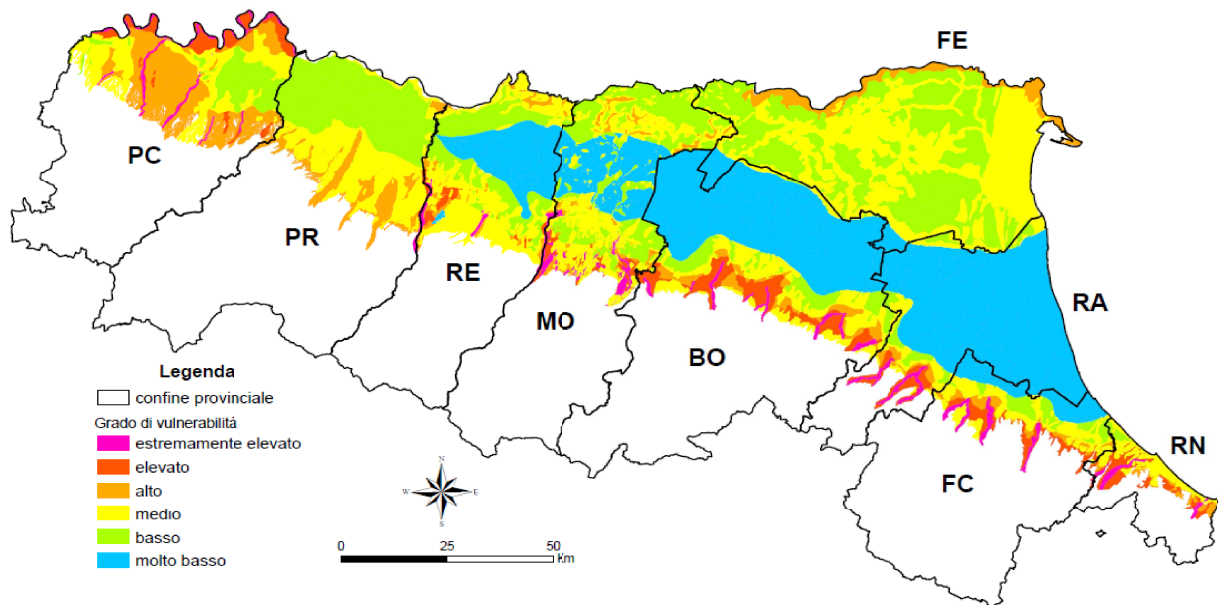 FE
PC
PR
RE
MO
BO
RA
FC
RN
Legenda
confine provinciale
Grado di vulnerabilità
estremamente elevato
elevato
alto
medio
basso
molto basso
N
W E
S
0 25 50
Km